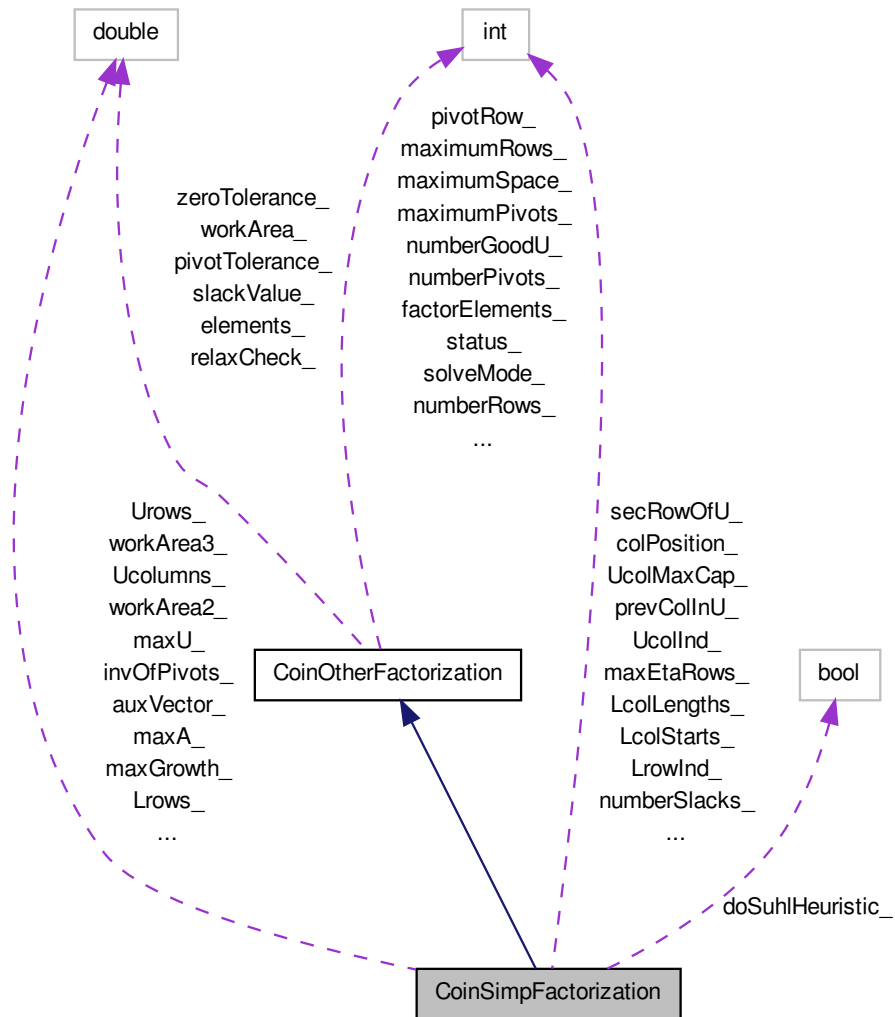 double
int
pivotRow_
maximumRows_
maximumSpace_
maximumPivots_
numberGoodU_
numberPivots_
factorElements_
status_
solveMode_
numberRows_
...
zeroTolerance_
workArea_
pivotTolerance_
slackValue_
elements_
relaxCheck_
Urows_
workArea3_
Ucolumns_
workArea2_
maxU_
invOfPivots_
auxVector_
maxA_
maxGrowth_
Lrows_
...
CoinOtherFactorization
secRowOfU_
colPosition_
UcolMaxCap_
prevColInU_
UcolInd_
maxEtaRows_
LcolLengths_
LcolStarts_
LrowInd_
numberSlacks_
...
bool
doSuhlHeuristic_
CoinSimpFactorization